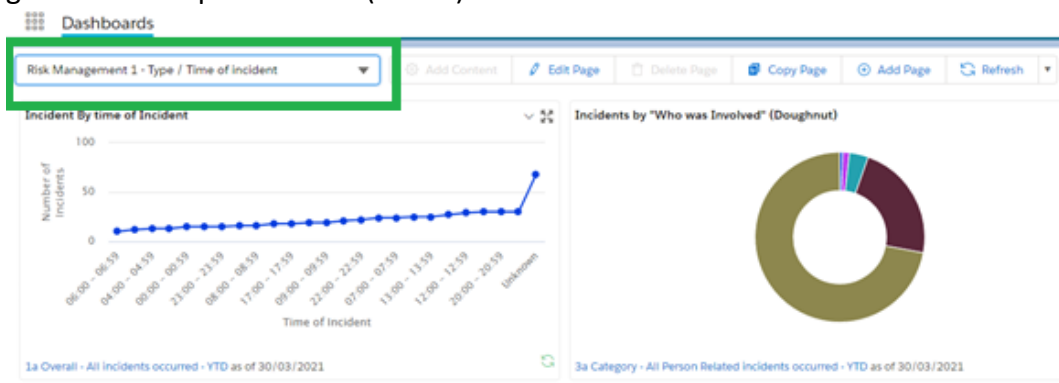 Dashboards
Risk Management 1 - Type / Time of incident
Add Content
Edit Page
Delete Page
Copy Page
Add Page
Refresh
Incident By time of Incident
Incidents by "Who was Involved" (Doughnut)
100
50
0
Number of
Incidents
06:00 - 06:59
04:00 - 04:59
00:00 - 00:59
23:00 - 23:59
08:00 - 08:59
17:00 - 17:59
09:00 - 09:59
22:00 - 22:59
07:00 - 07:59
13:00 - 13:59
12:00 - 12:59
20:00 - 20:59
Unknown
Time of Incident
1a Overall - All incidents occurred - YTD as of 30/03/2021
3a Category - All Person Related incidents occurred - YTD as of 30/03/2021